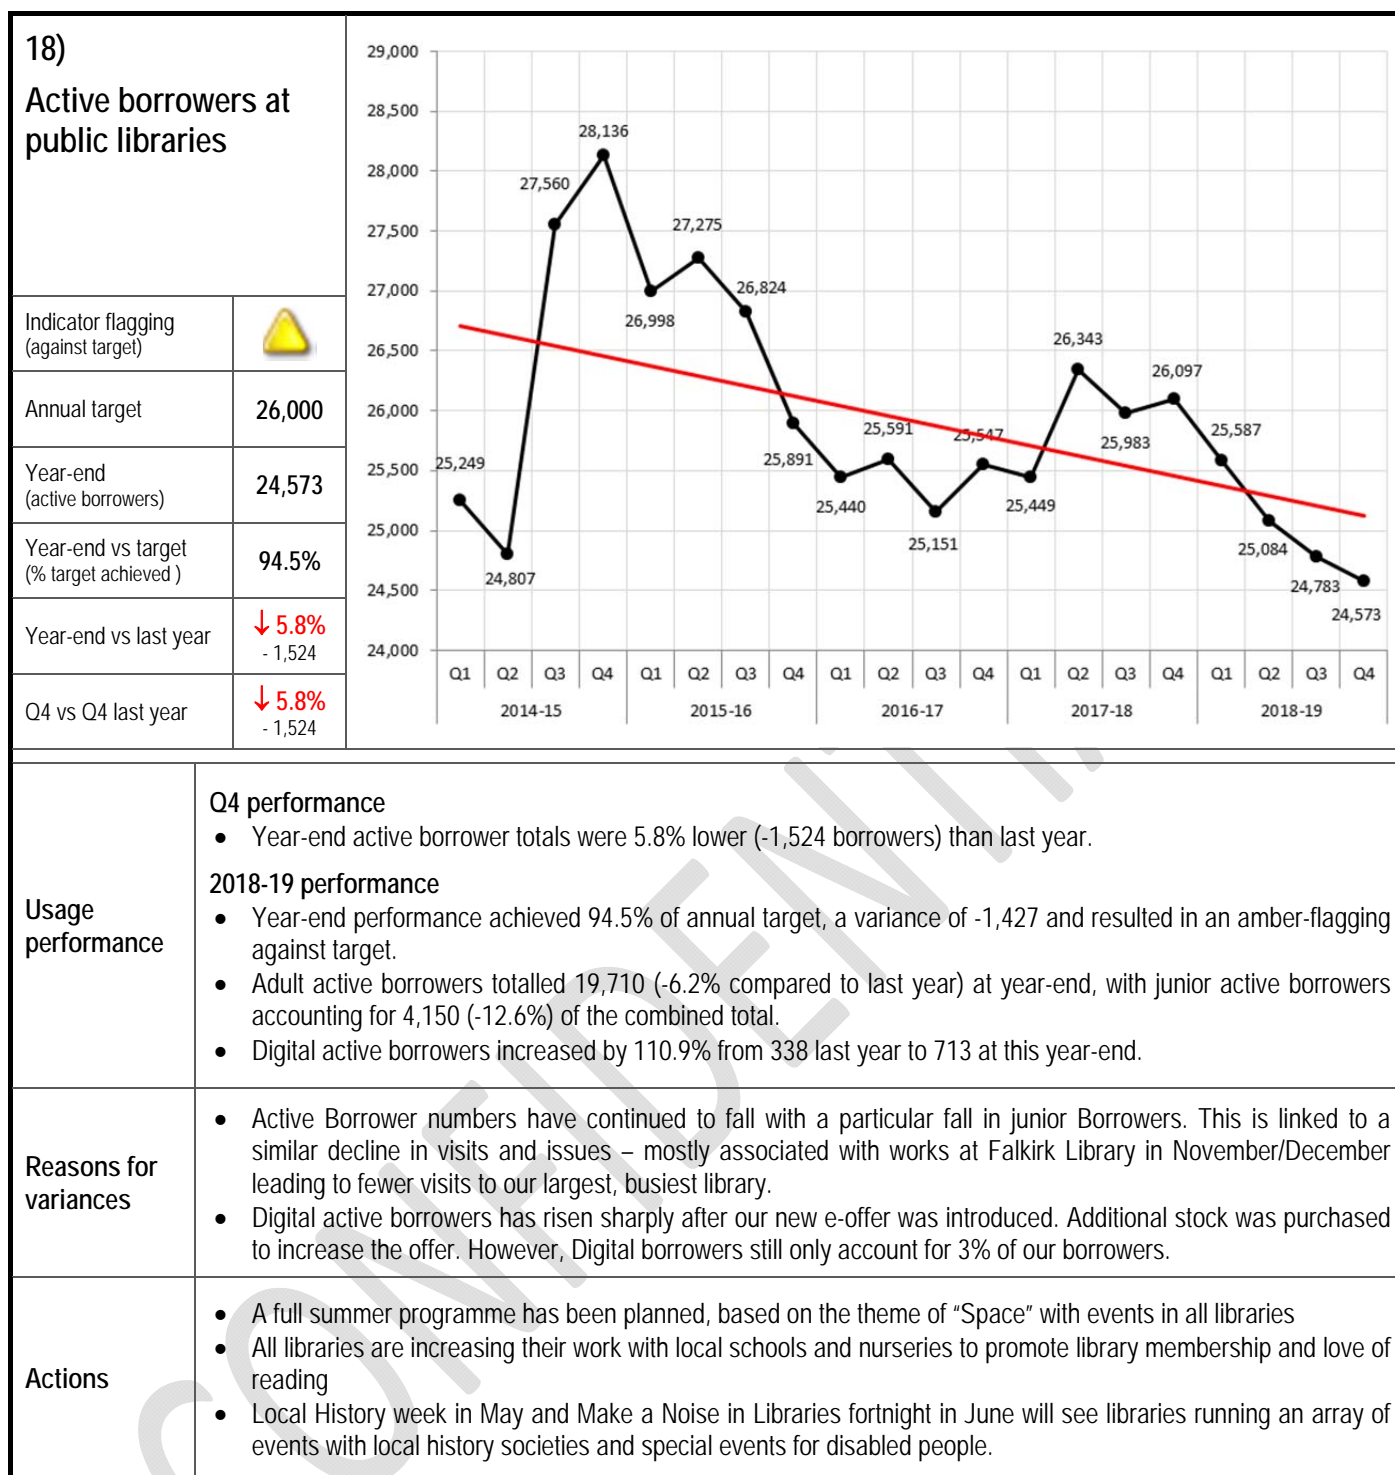 18)
Active borrowers at
public libraries
Indicator flagging
(against target)
Annual target
26,000
Year-end
(active borrowers)
24,573
Year-end vs target
(% target achieved )
94.5%
Year-end vs last year
↓ 5.8%
- 1,524
Q4 vs Q4 last year
↓ 5.8%
- 1,524
29,000
28,500
28,000
27,500
27,000
26,500
26,000
25,500
25,000
24,500
24,000
25,249
24,807
27,560
28,136
26,998
27,275
26,824
25,891
25,440
25,591
25,151
25,547
25,449
26,343
25,983
26,097
25,587
25,084
24,783
24,573
Q1 Q2 Q3 Q4 Q1 Q2 Q3 Q4 Q1 Q2 Q3 Q4 Q1 Q2 Q3 Q4 Q1 Q2 Q3 Q4
2014-15 2015-16 2016-17 2017-18 2018-19
Usage
performance
Q4 performance
• Year-end active borrower totals were 5.8% lower (-1,524 borrowers) than last year.
2018-19 performance
• Year-end performance achieved 94.5% of annual target, a variance of -1,427 and resulted in an amber-flagging
against target.
• Adult active borrowers totalled 19,710 (-6.2% compared to last year) at year-end, with junior active borrowers
accounting for 4,150 (-12.6%) of the combined total.
• Digital active borrowers increased by 110.9% from 338 last year to 713 at this year-end.
Reasons for
variances
• Active Borrower numbers have continued to fall with a particular fall in junior Borrowers. This is linked to a
similar decline in visits and issues – mostly associated with works at Falkirk Library in November/December
leading to fewer visits to our largest, busiest library.
• Digital active borrowers has risen sharply after our new e-offer was introduced. Additional stock was purchased
to increase the offer. However, Digital borrowers still only account for 3% of our borrowers.
Actions
• A full summer programme has been planned, based on the theme of “Space” with events in all libraries
• All libraries are increasing their work with local schools and nurseries to promote library membership and love of
reading
• Local History week in May and Make a Noise in Libraries fortnight in June will see libraries running an array of
events with local history societies and special events for disabled people.